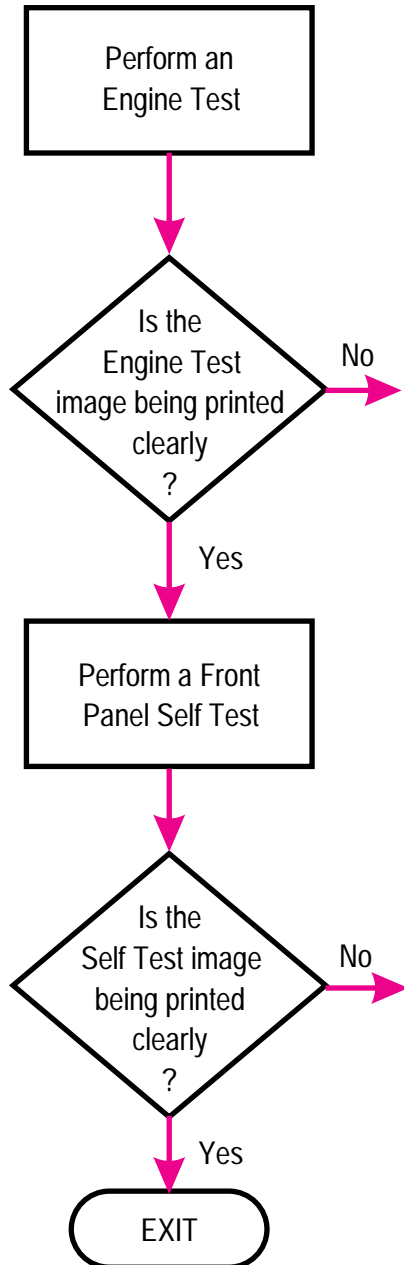 Perform an
Engine Test
Is the
Engine Test
image being printed
clearly
?
No
Yes
Perform a Front
Panel Self Test
Is the
Self Test image
being printed
clearly
?
No
Yes
EXIT